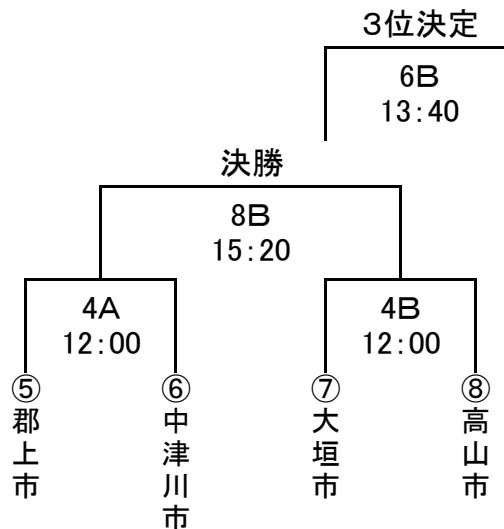 3位決定
6B
13:40
決勝
8B
15:20
4A
12:00
4B
12:00
⑤郡上市
⑥中津川市
⑦大垣市
⑧高山市